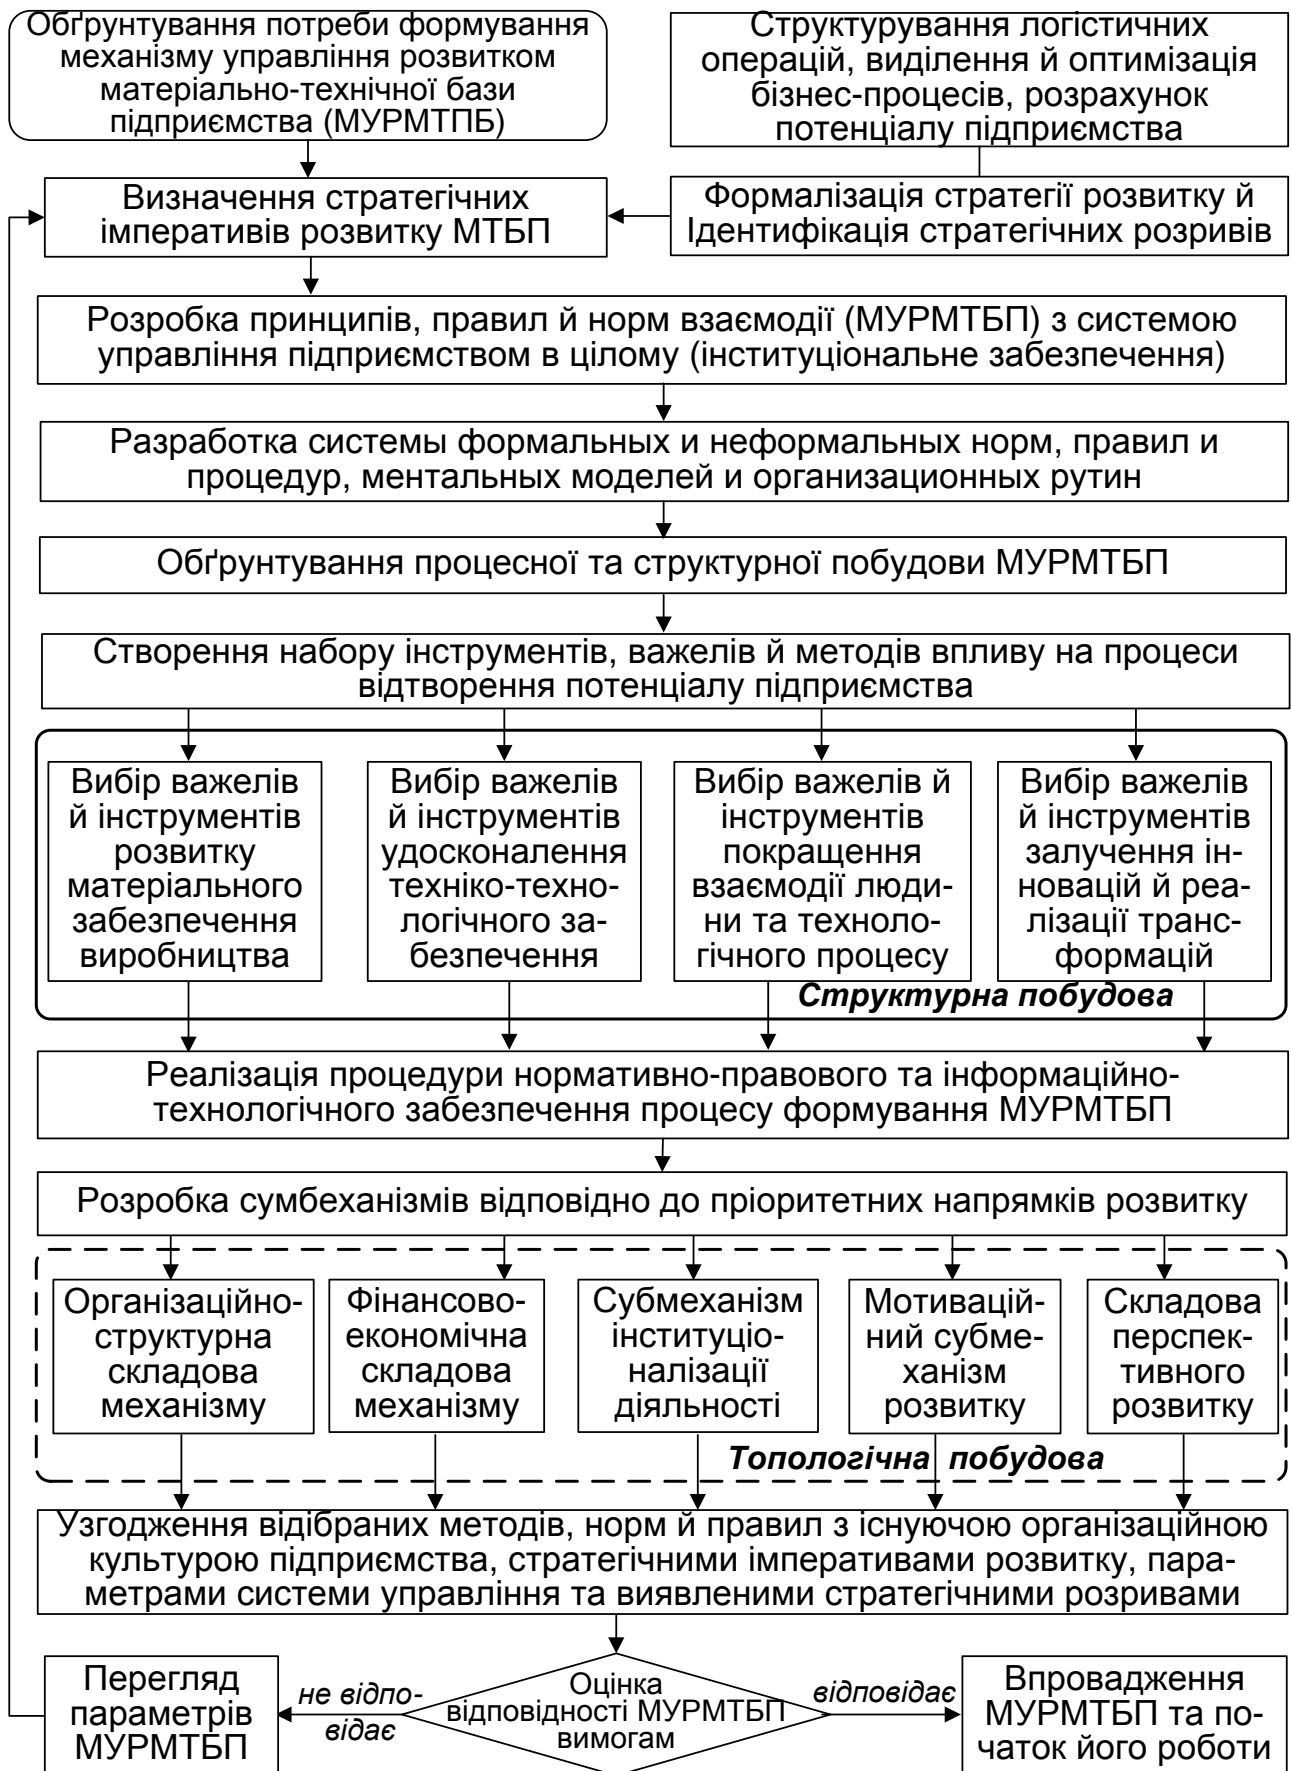 Обґрунтування потреби формування
механізму управління розвитком
матеріально-технічної бази
підприємства (МУРМТПБ)
Структурування логістичних
операцій, виділення й оптимізація
бізнес-процесів, розрахунок
потенціалу підприємства
Визначення стратегічних
імперативів розвитку МТБП
Формалізація стратегії розвитку й
Ідентифікація стратегічних розривів
Розробка принципів, правил й норм взаємодії (МУРМТБП) з системою
управління підприємством в цілому (інституціональне забезпечення)
Разработка системы формальных и неформальных норм, правил и
процедур, ментальных моделей и организационных рутин
Обґрунтування процесної та структурної побудови МУРМТБП
Створення набору інструментів, важелів й методів впливу на процеси
відтворення потенціалу підприємства
Вибір важелів
й інструментів
розвитку
матеріального
забезпечення
виробництва
Вибір важелів
й інструментів
удосконалення
техніко-техно-
логічного за-
безпечення
Вибір важелів й
інструментів
покращення
взаємодії люди-
ни та техноло-
гічного процесу
Вибір важелів
й інструментів
залучення ін-
новацій й реа-
лізації транс-
формацій
Структурна побудова
Реалізація процедури нормативно-правового та інформаційно-
технологічного забезпечення процесу формування МУРМТБП
Розробка сумбеханізмів відповідно до пріоритетних напрямків розвитку
Організаційно-
структурна
складова
механізму
Фінансово-
економічна
складова
механізму
Субмеханізм
інституціо-
налізації
діяльності
Мотивацій-
ний субме-
ханізм
розвитку
Складова
перспек-
тивного
розвитку
Топологічна побудова
Узгодження відібраних методів, норм й правил з існуючою організаційною
культурою підприємства, стратегічними імперативами розвитку, пара-
метрами системи управління та виявленими стратегічними розривами
Перегляд
параметрів
МУРМТБП
не відпо-
відає
Оцінка
відповідності МУРМТБП
вимогам
відповідає
Впровадження
МУРМТБП та по-
чаток його роботи